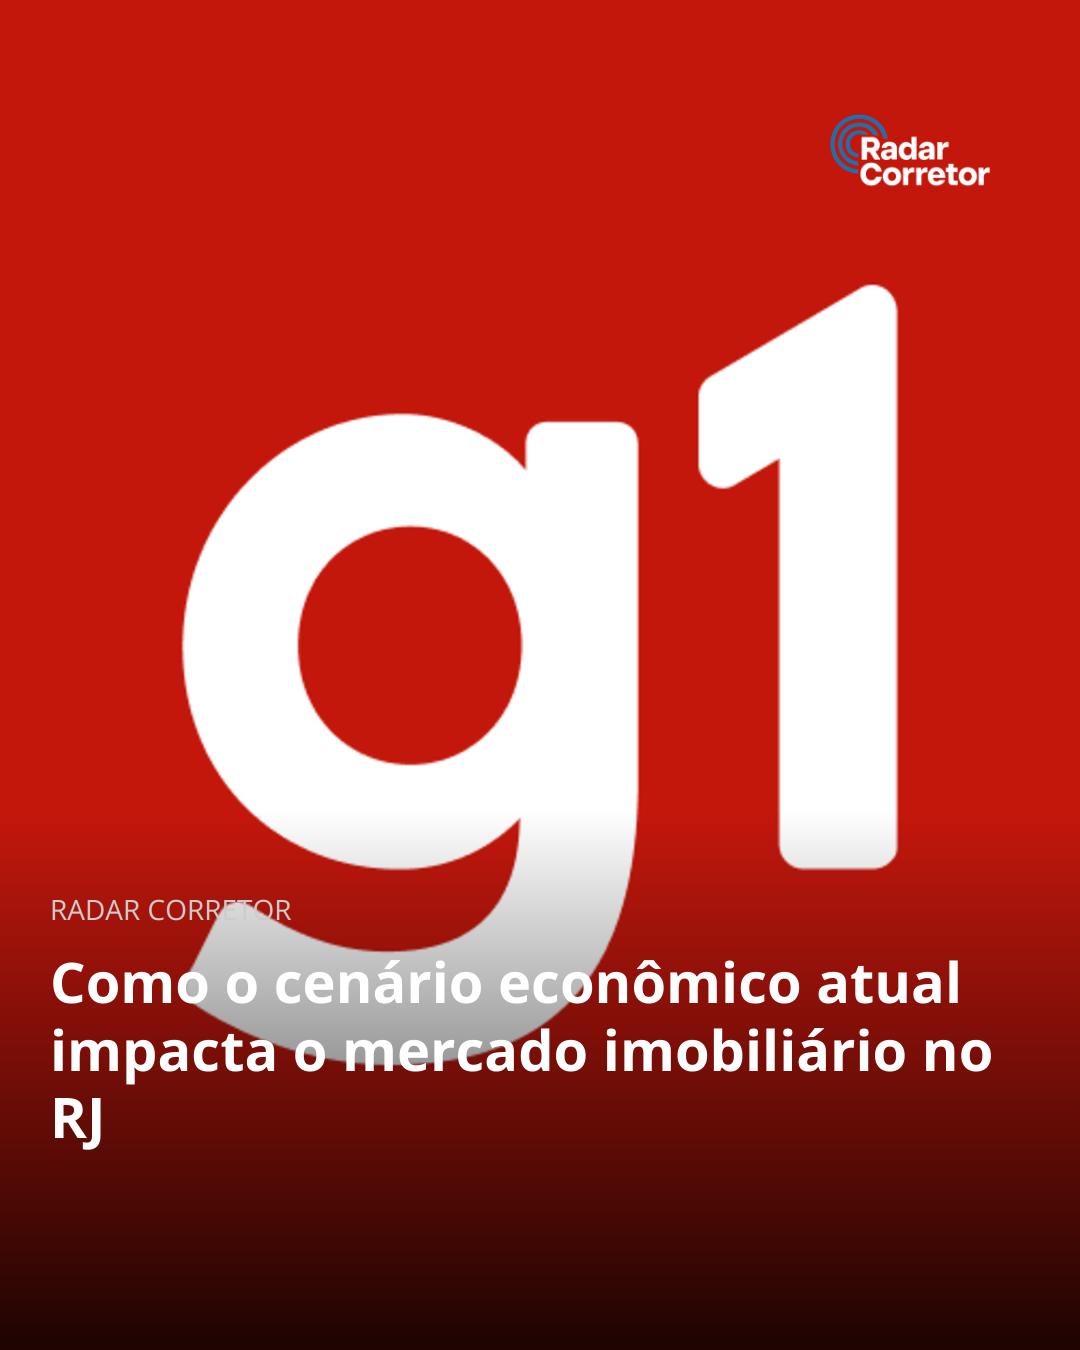 Radar
Corretor
g1
RADAR CORRETOR
Como o cenário econômico atual
impacta o mercado imobiliário no
RJ